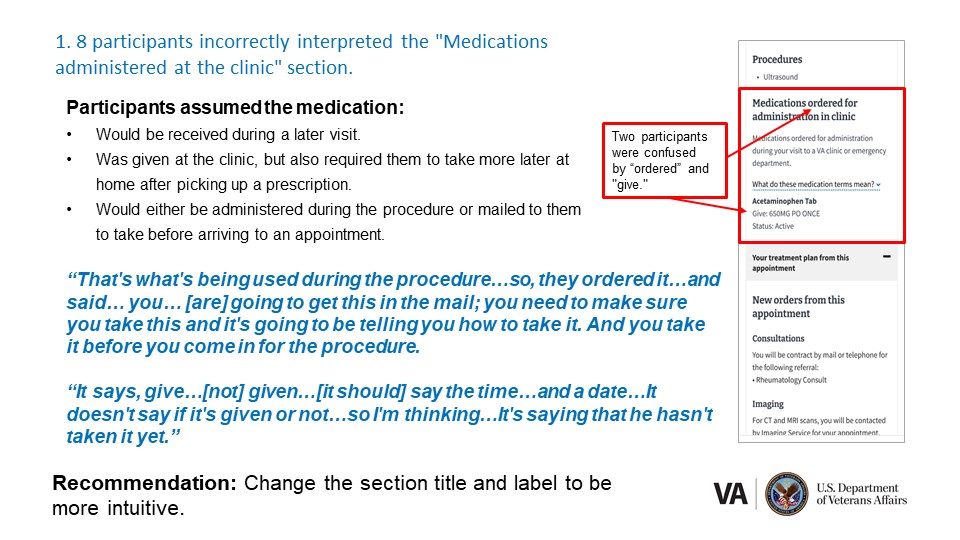 1. 8 participants incorrectly interpreted the "Medications
administered at the clinic" section.
Participants assumed the medication:
• Would be received during a later visit.
• Was given at the clinic, but also required them to take more later at
home after picking up a prescription.
• Would either be administered during the procedure or mailed to them
to take before arriving to an appointment.
“That's what's being used during the procedure…so, they ordered it…and
said… you… [are] going to get this in the mail; you need to make sure
you take this and it's going to be telling you how to take it. And you take
it before you come in for the procedure.
“It says, give…[not] given…[it should] say the time…and a date…It
doesn't say if it's given or not…so I'm thinking…It's saying that he hasn't
taken it yet.”
Recommendation: Change the section title and label to be
more intuitive.
Two participants
were confused
by “ordered” and
"give."
Procedures
• Ultrasound
Medications ordered for
administration in clinic
Medications ordered for administration
during your visit to a VA clinic or emergency
department.
What do these medication terms mean?
Acetaminophen Tab
Give: 650MG PO ONCE
Status: Active
Your treatment plan from this
appointment
New orders from this
appointment
Consultations
You will be contact by mail or telephone for
the following referral:
• Rheumatology Consult
Imaging
For CT and MRI scans, you will be contacted
by Imaging Service for your appointment.
VA
U.S. Department
of Veterans Affairs